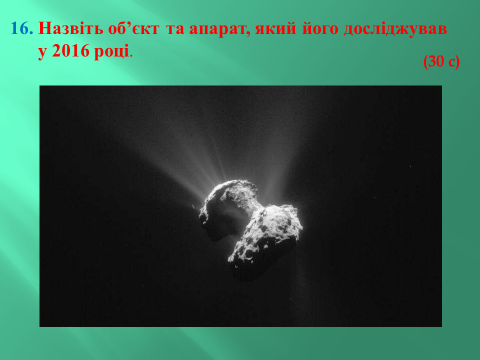 16. Назвіть об’єкт та апарат, який його досліджував
у 2016 році.
(30 с)